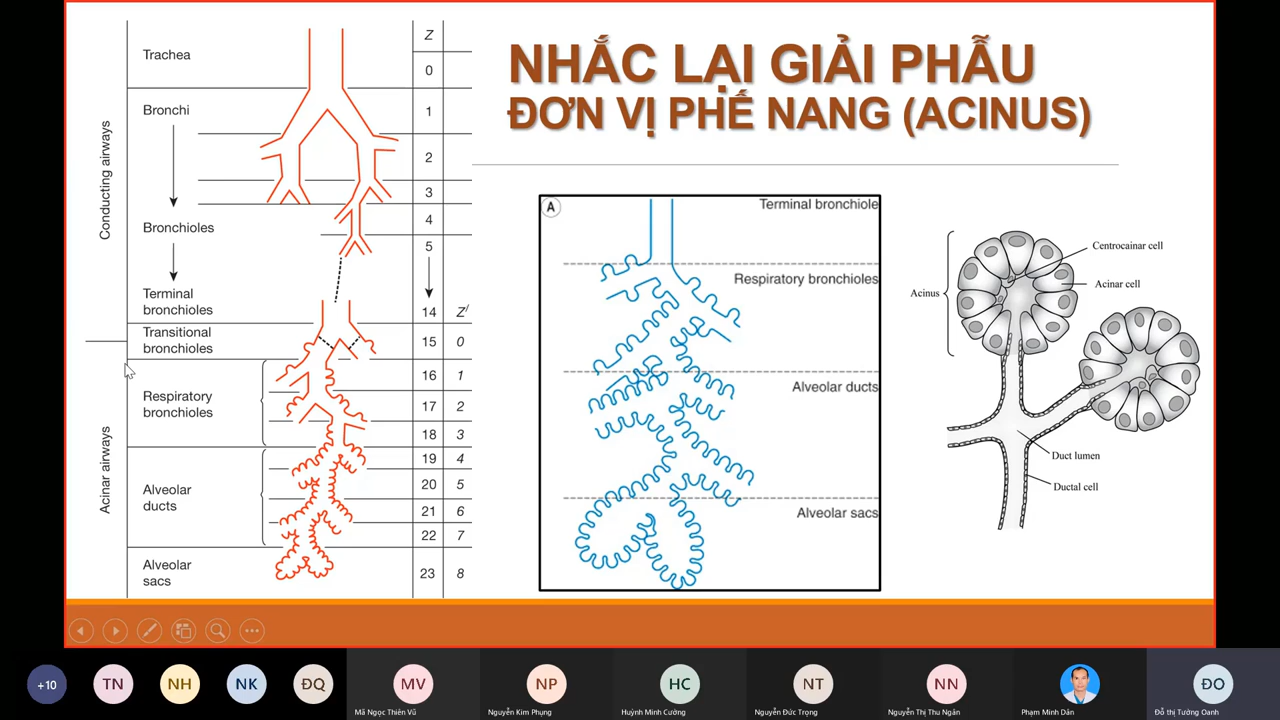 NHẮC LẠI GIẢI PHẪU
ĐƠN VỊ PHẾ NANG (ACINUS)
Conducting airways
Acinar airways
Trachea
Bronchi
Bronchioles
Terminal
bronchioles
Transitional
bronchioles
Respiratory
bronchioles
Alveolar
ducts
Alveolar
sacs
Z
0
1
2
3
4
5
14 Z′
15 0
16 1
17 2
18 3
19 4
20 5
21 6
22 7
23 8
A
Terminal bronchiole
Respiratory bronchioles
Alveolar ducts
Alveolar sacs
Acinus
Centrocainar cell
Acinar cell
Duct lumen
Ductal cell
+10
TN
NH
NK
ĐQ
MV
Mã Ngọc Thiên Vũ
NP
Nguyễn Kim Phụng
HC
Huỳnh Minh Cường
NT
Nguyễn Đức Trọng
NN
Nguyễn Thị Thu Ngân
Phạm Minh Dân
ĐO
Đỗ thị Tường Oanh